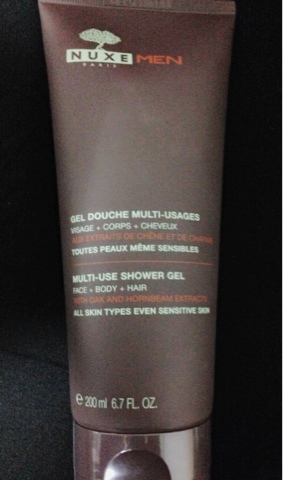 NUXE MEN
PARIS
GEL DOUCHE MULTI-USAGES
VISAGE + CORPS + CHEVEUX
AUX EXTRAITS DE CHÊNE ET DE CHARME
TOUTES PEAUX MÊME SENSIBLES
MULTI-USE SHOWER GEL
FACE + BODY + HAIR
WITH OAK AND HORNBEAM EXTRACTS
ALL SKIN TYPES EVEN SENSITIVE SKIN
e 200 ml 6.7 FL. OZ.